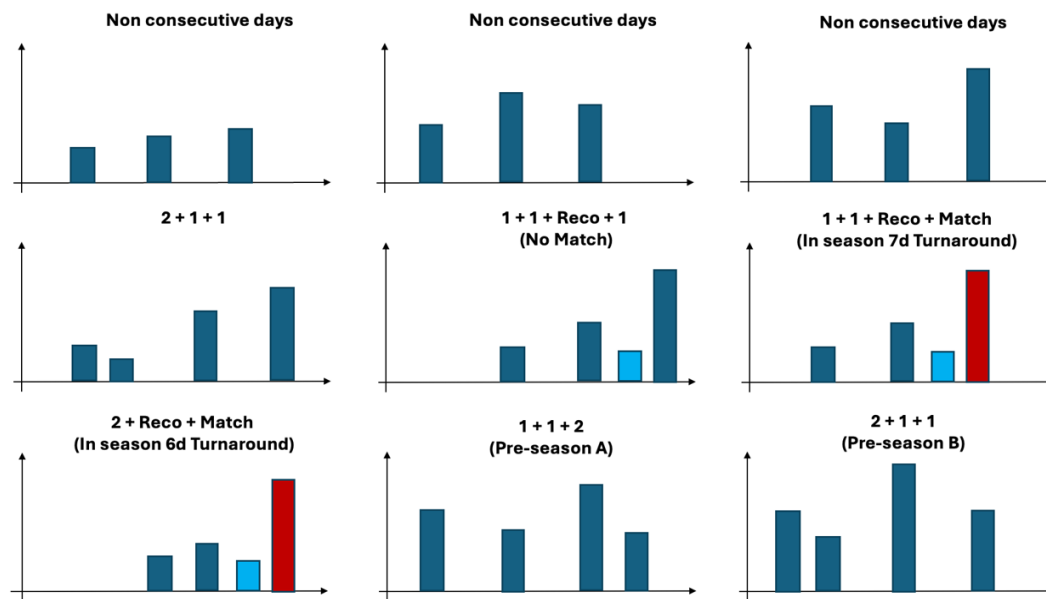 Non consecutive days
Non consecutive days
Non consecutive days
2 + 1 + 1
1 + 1 + Reco + 1
(No Match)
1 + 1 + Reco + Match
(In season 7d Turnaround)
2 + Reco + Match
(In season 6d Turnaround)
1 + 1 + 2
(Pre-season A)
2 + 1 + 1
(Pre-season B)